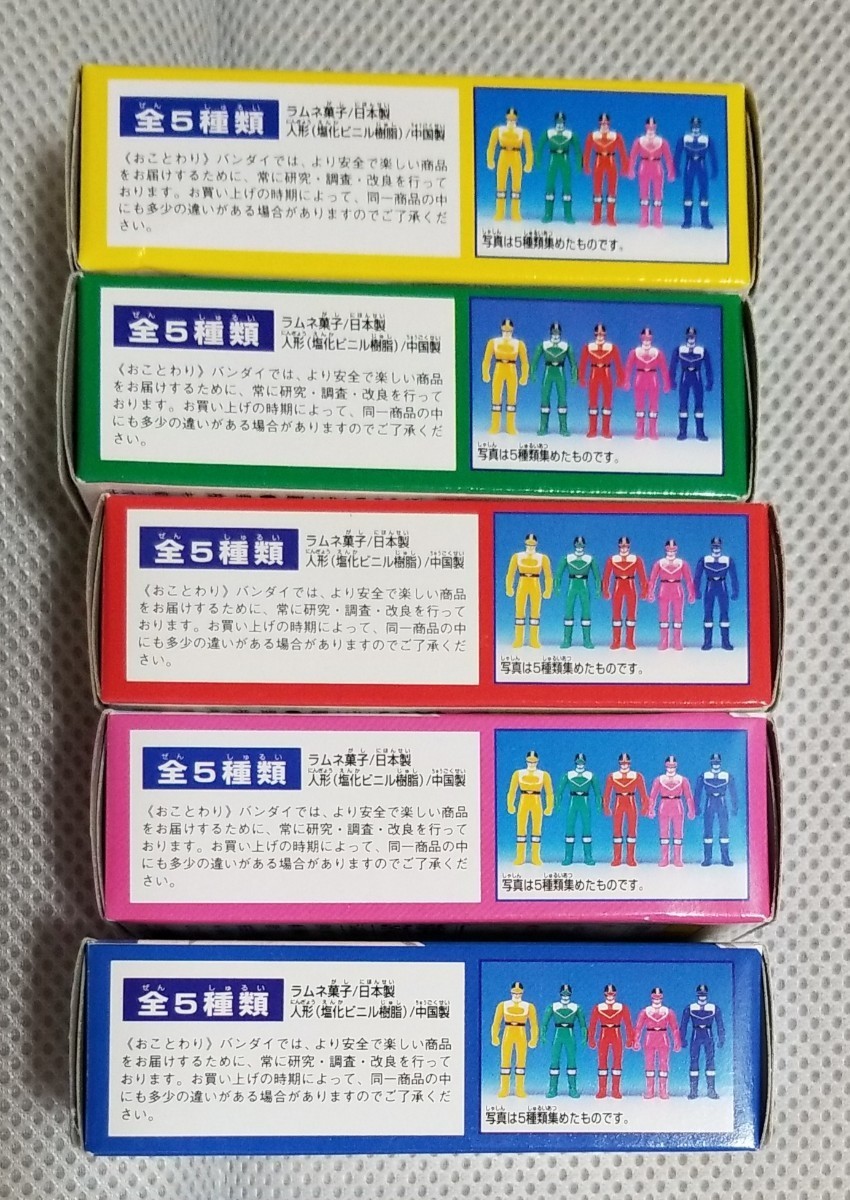 全5種類
ラムネ菓子/日本製
人形(塩化ビニル樹脂)/中国製
《おことわり》バンダイでは、より安全で楽しい商品
をお届けするために、常に研究・調査・改良を行って
おります。お買い上げの時期によって、同一商品の中
にも多少の違いがある場合がありますのでご了承くだ
さい。
写真は5種類集めたものです。
全5種類
ラムネ菓子/日本製
人形(塩化ビニル樹脂)/中国製
《おことわり》バンダイでは、より安全で楽しい商品
をお届けするために、常に研究・調査・改良を行って
おります。お買い上げの時期によって、同一商品の中
にも多少の違いがある場合がありますのでご了承くだ
さい。
写真は5種類集めたものです。
全5種類
ラムネ菓子/日本製
人形(塩化ビニル樹脂)/中国製
《おことわり》バンダイでは、より安全で楽しい商品
をお届けするために、常に研究・調査・改良を行って
おります。お買い上げの時期によって、同一商品の中
にも多少の違いがある場合がありますのでご了承くだ
さい。
写真は5種類集めたものです。
全5種類
ラムネ菓子/日本製
人形(塩化ビニル樹脂)/中国製
《おことわり》バンダイでは、より安全で楽しい商品
をお届けするために、常に研究・調査・改良を行って
おります。お買い上げの時期によって、同一商品の中
にも多少の違いがある場合がありますのでご了承くだ
さい。
写真は5種類集めたものです。
全5種類
ラムネ菓子/日本製
人形(塩化ビニル樹脂)/中国製
《おことわり》バンダイでは、より安全で楽しい商品
をお届けするために、常に研究・調査・改良を行って
おります。お買い上げの時期によって、同一商品の中
にも多少の違いがある場合がありますのでご了承くだ
さい。
写真は5種類集めたものです。